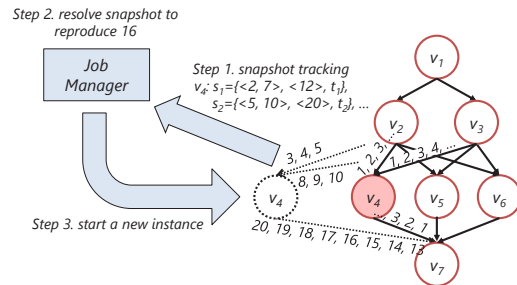 Step 2. resolve snapshot to
reproduce 16
Job
Manager
Step 1. snapshot tracking
v4: s1={<2, 7>, <12>, t1},
s2={<5, 10>, <20>, t2}, ...
Step 3. start a new instance
v1
v2
v3
3, 4, 5
8, 9, 10
1, 2, 3, ...
1, 2, 3, 4, ...
v4
v4
v5
v6
..., 3, 2, 1
20, 19, 18, 17, 16, 15, 14, 13
v7